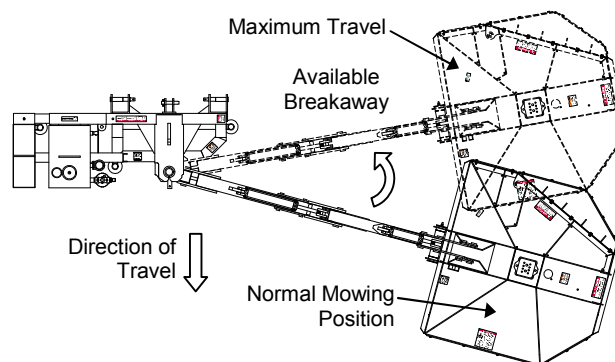 Maximum Travel
Available
Breakaway
Direction of
Travel
Normal Mowing
Position